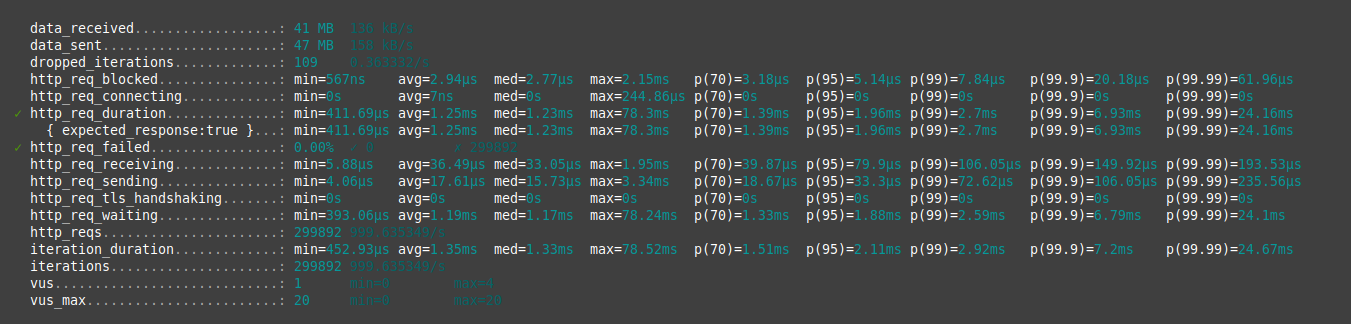 data_received..................: 41 MB  136 kB/s
data_sent......................: 47 MB  158 kB/s
dropped_iterations.............: 109    0.363332/s
http_req_blocked...............: min=567ns    avg=2.94µs  med=2.77µs  max=2.15ms   p(70)=3.18µs  p(95)=5.14µs p(99)=7.84µs   p(99.9)=20.18µs  p(99.99)=61.96µs
http_req_connecting............: min=0s       avg=7ns     med=0s      max=244.86µs p(70)=0s      p(95)=0s     p(99)=0s       p(99.9)=0s       p(99.99)=0s
✓ http_req_duration..............: min=411.69µs avg=1.25ms  med=1.23ms  max=78.3ms   p(70)=1.39ms  p(95)=1.96ms p(99)=2.7ms    p(99.9)=6.93ms   p(99.99)=24.16ms
{ expected_response:true }...: min=411.69µs avg=1.25ms  med=1.23ms  max=78.3ms   p(70)=1.39ms  p(95)=1.96ms p(99)=2.7ms    p(99.9)=6.93ms   p(99.99)=24.16ms
✓ http_req_failed................: 0.00%  ✓ 0          ✗ 299892
http_req_receiving.............: min=5.88µs   avg=36.49µs med=33.05µs max=1.95ms   p(70)=39.87µs p(95)=79.9µs p(99)=106.05µs p(99.9)=149.92µs p(99.99)=193.53µs
http_req_sending...............: min=4.06µs   avg=17.61µs med=15.73µs max=3.34ms   p(70)=18.67µs p(95)=33.3µs p(99)=72.62µs  p(99.9)=106.05µs p(99.99)=235.56µs
http_req_tls_handshaking.......: min=0s       avg=0s      med=0s      max=0s       p(70)=0s      p(95)=0s     p(99)=0s       p(99.9)=0s       p(99.99)=0s
http_req_waiting...............: min=393.06µs avg=1.19ms  med=1.17ms  max=78.24ms  p(70)=1.33ms  p(95)=1.88ms p(99)=2.59ms   p(99.9)=6.79ms   p(99.99)=24.1ms
http_reqs......................: 299892 999.635349/s
iteration_duration.............: min=452.93µs avg=1.35ms  med=1.33ms  max=78.52ms  p(70)=1.51ms  p(95)=2.11ms p(99)=2.92ms   p(99.9)=7.2ms    p(99.99)=24.67ms
iterations.....................: 299892 999.635349/s
vus............................: 1      min=0        max=4
vus_max........................: 20     min=0        max=20